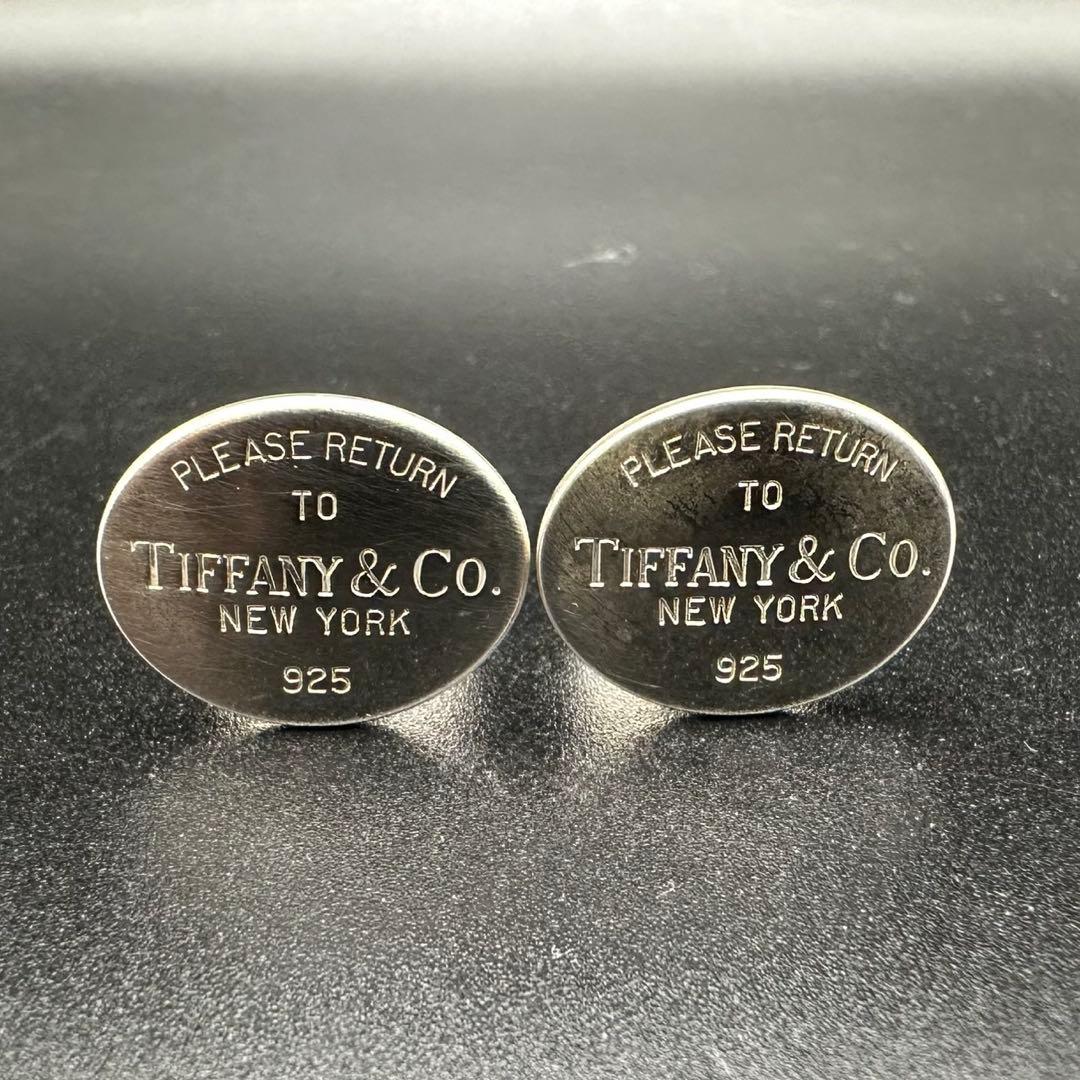 PLEASE RETURN
TO
TIFFANY & CO.
NEW YORK
925
PLEASE RETURN
TO
TIFFANY & CO.
NEW YORK
925